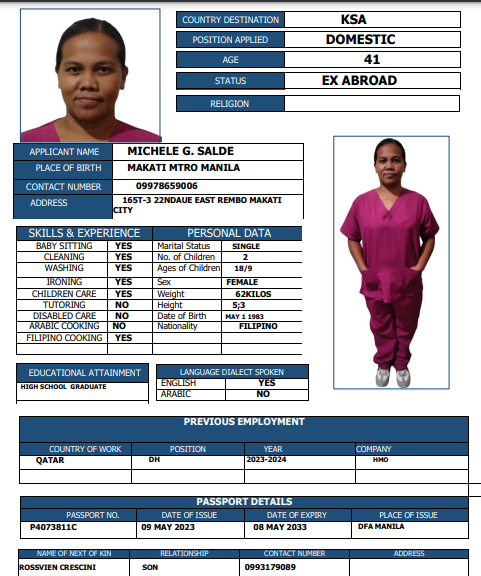 COUNTRY DESTINATION KSA
POSITION APPLIED DOMESTIC
AGE 41
STATUS EX ABROAD
RELIGION
APPLICANT NAME MICHELE G. SALDE
PLACE OF BIRTH MAKATI MTRO MANILA
CONTACT NUMBER 09978659006
ADDRESS 165T-3 22NDAUE EAST REMBO MAKATI
CITY
SKILLS & EXPERIENCE PERSONAL DATA
BABY SITTING YES Marital Status SINGLE
CLEANING YES No. of Children 2
WASHING YES Ages of Children 18/9
IRONING YES Sex FEMALE
CHILDREN CARE YES Weight 62KILOS
TUTORING NO Height 5;3
DISABLED CARE NO Date of Birth MAY 1 1983
ARABIC COOKING NO Nationality FILIPINO
FILIPINO COOKING YES
EDUCATIONAL ATTAINMENT LANGUAGE DIALECT SPOKEN
HIGH SCHOOL GRADUATE ENGLISH YES
ARABIC NO
PREVIOUS EMPLOYMENT
COUNTRY OF WORK POSITION YEAR COMPANY
QATAR DH 2023-2024 HMO
PASSPORT DETAILS
PASSPORT NO. DATE OF ISSUE DATE OF EXPIRY PLACE OF ISSUE
P4073811C 09 MAY 2023 08 MAY 2033 DFA MANILA
NAME OF NEXT OF KIN RELATIONSHIP CONTACT NUMBER ADDRESS
ROSSVIEN CRESCINI SON 0993179089